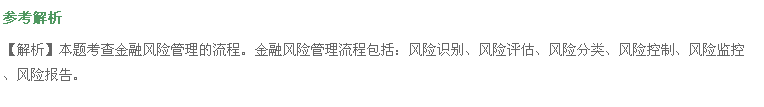 参考解析
【解析】本题考查金融风险管理的流程。金融风险管理流程包括：风险识别、风险评估、风险分类、风险控制、风险监控
、风险报告。